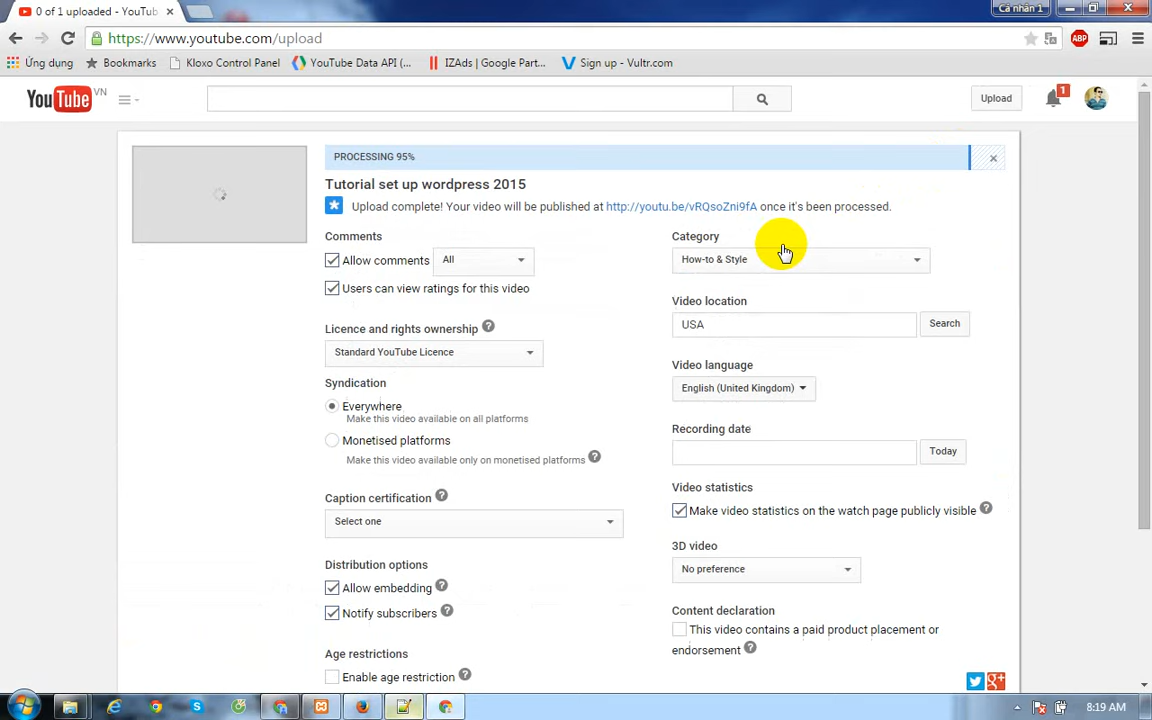 0 of 1 uploaded - YouTub
Cá nhân 1
https://www.youtube.com/upload
ABP
Ứng dụng
Bookmarks
Kloxo Control Panel
YouTube Data API (...
IZAds | Google Part...
Sign up - Vultr.com
YouTube VN
Upload
1
PROCESSING 95%
Tutorial set up wordpress 2015
Upload complete! Your video will be published at http://youtu.be/vRQsoZni9fA once it's been processed.
Comments
Allow comments
All
Users can view ratings for this video
Licence and rights ownership ?
Standard YouTube Licence
Syndication
Everywhere
Make this video available on all platforms
Monetised platforms
Make this video available only on monetised platforms ?
Caption certification ?
Select one
Distribution options
Allow embedding ?
Notify subscribers ?
Age restrictions
Enable age restriction ?
Category
How-to & Style
Video location
USA
Search
Video language
English (United Kingdom)
Recording date
Today
Video statistics
Make video statistics on the watch page publicly visible ?
3D video
No preference
Content declaration
This video contains a paid product placement or
endorsement ?
8:19 AM